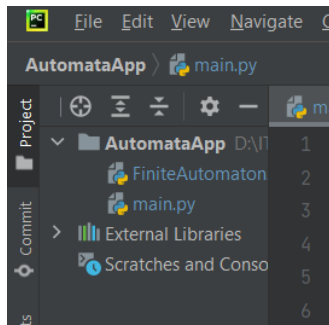 PC File Edit View Navigate
AutomataApp main.py
Project
AutomataApp D:\IT
1
FiniteAutomaton
2
main.py
3
Commit
External Libraries
4
Scratches and Conso
5
6